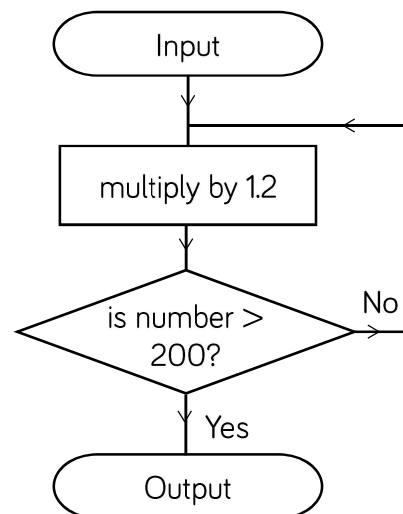 Input
multiply by 1.2
is number >
200?
No
Yes
Output